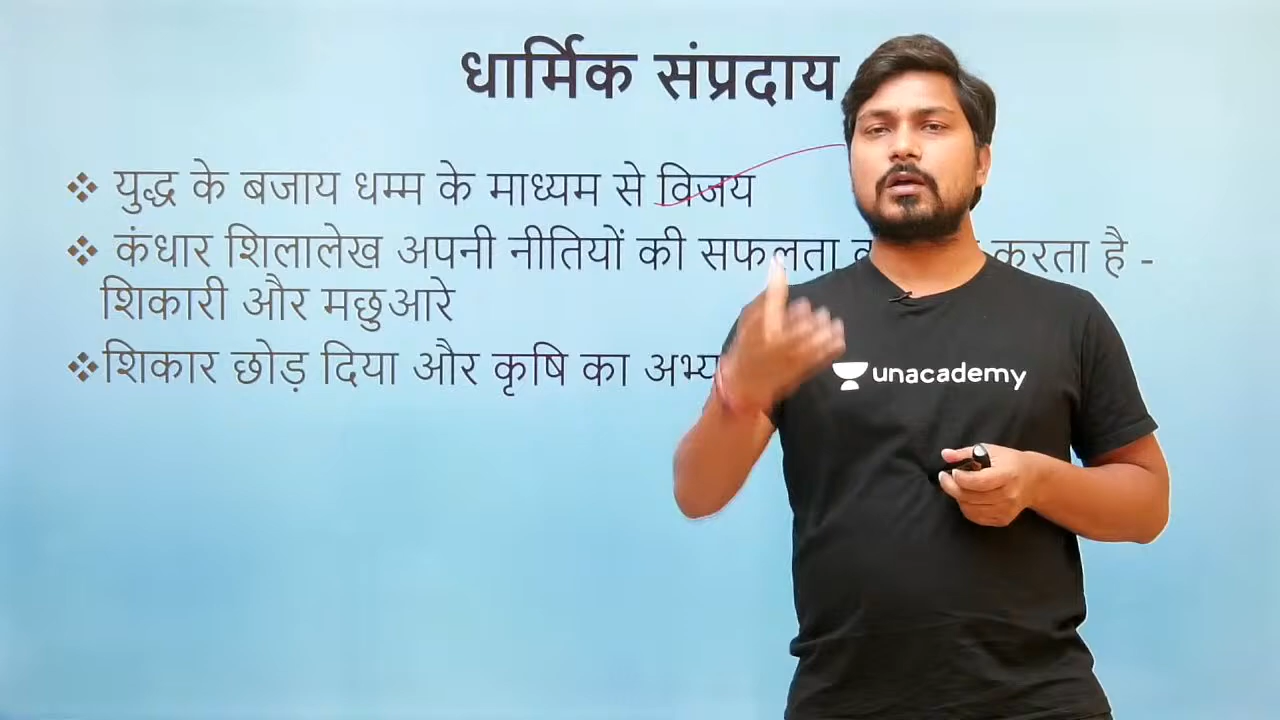 धार्मिक संप्रदाय
❖ युद्ध के बजाय धम्म के माध्यम से विजय
❖ कंधार शिलालेख अपनी नीतियों की सफलता करता है -
शिकारी और मछुआरे
❖ शिकार छोड़ दिया और कृषि का
unacademy